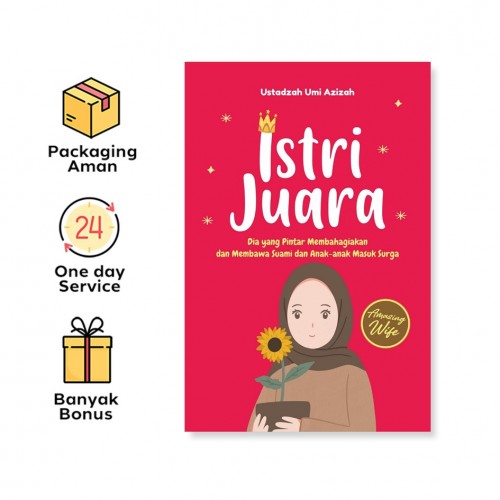 Packaging
Aman
24
One day
Service
Banyak
Bonus
Ustadzah Umi Azizah
Istri
Juara
Dia yang Pintar Membahagiakan
dan Membawa Suami dan Anak-anak Masuk Surga
Amazing
Wife